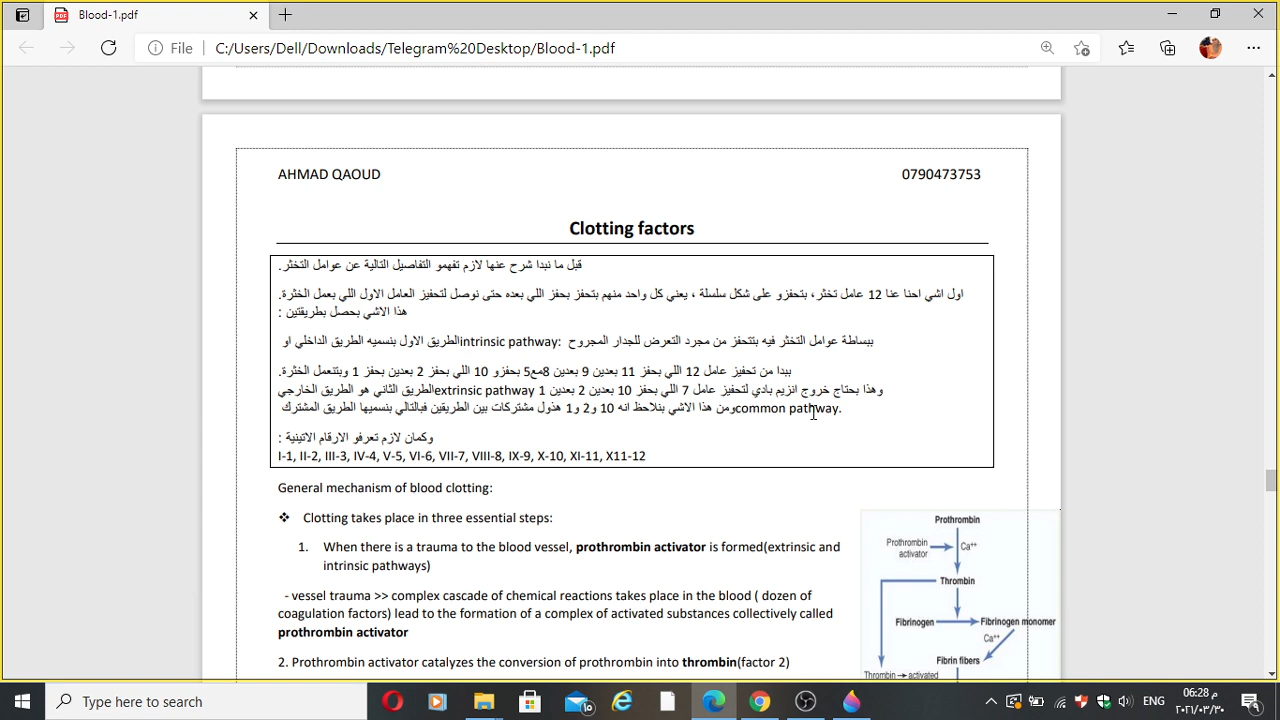 Blood-1.pdf
File
C:/Users/Dell/Downloads/Telegram%20Desktop/Blood-1.pdf
AHMAD QAOUD
0790473753
Clotting factors
قبل ما نبدا شرح عنها لازم تفهمو التفاصيل التالية عن عوامل التخثر.
اول اشي احنا عنا 12 عامل تخثر، بتحفزو على شكل سلسلة ، يعني كل واحد منهم بتحفز بحفز اللي بعده حتى نوصل لتحفيز العامل الاول اللي بعمل الخثرة.
هذا الاشي بحصل بطريقتين :
الطريق الاول بنسميه الطريق الداخلي او intrinsic pathway: ببساطة عوامل التخثر فيه بتتحفز من مجرد التعرض للجدار المجروح
ببدا من تحفيز عامل 12 اللي بحفز 11 بعدين 9 بعدين 8مع5 بحفزو 10 اللي بحفز 2 بعدين بحفز 1 وبتنعمل الخثرة.
الطريق الثاني هو الطريق الخارجي extrinsic pathway وهذا بحتاج خروج انزيم بادي لتحفيز عامل 7 اللي بحفز 10 بعدين 2 بعدين 1
ومن هذا الاشي بنلاحظ انه 10 و2 و1 هذول مشتركات بين الطريقين فبالتالي بنسميها الطريق المشترك common pathway.
وكمان لازم تعرفو الارقام الاتينية :
I-1, II-2, III-3, IV-4, V-5, VI-6, VII-7, VIII-8, IX-9, X-10, XI-11, X11-12
General mechanism of blood clotting:
❖ Clotting takes place in three essential steps:
1. When there is a trauma to the blood vessel, prothrombin activator is formed(extrinsic and
intrinsic pathways)
- vessel trauma >> complex cascade of chemical reactions takes place in the blood ( dozen of
coagulation factors) lead to the formation of a complex of activated substances collectively called
prothrombin activator
2. Prothrombin activator catalyzes the conversion of prothrombin into thrombin(factor 2)
Prothrombin
Prothrombin
activator
Ca++
Thrombin
Fibrinogen
Fibrinogen monomer
Ca++
Fibrin fibers
Thrombin → activated
Type here to search
10
ENG
06:28 م
٢٠٢١/٠٣/٣٠
9